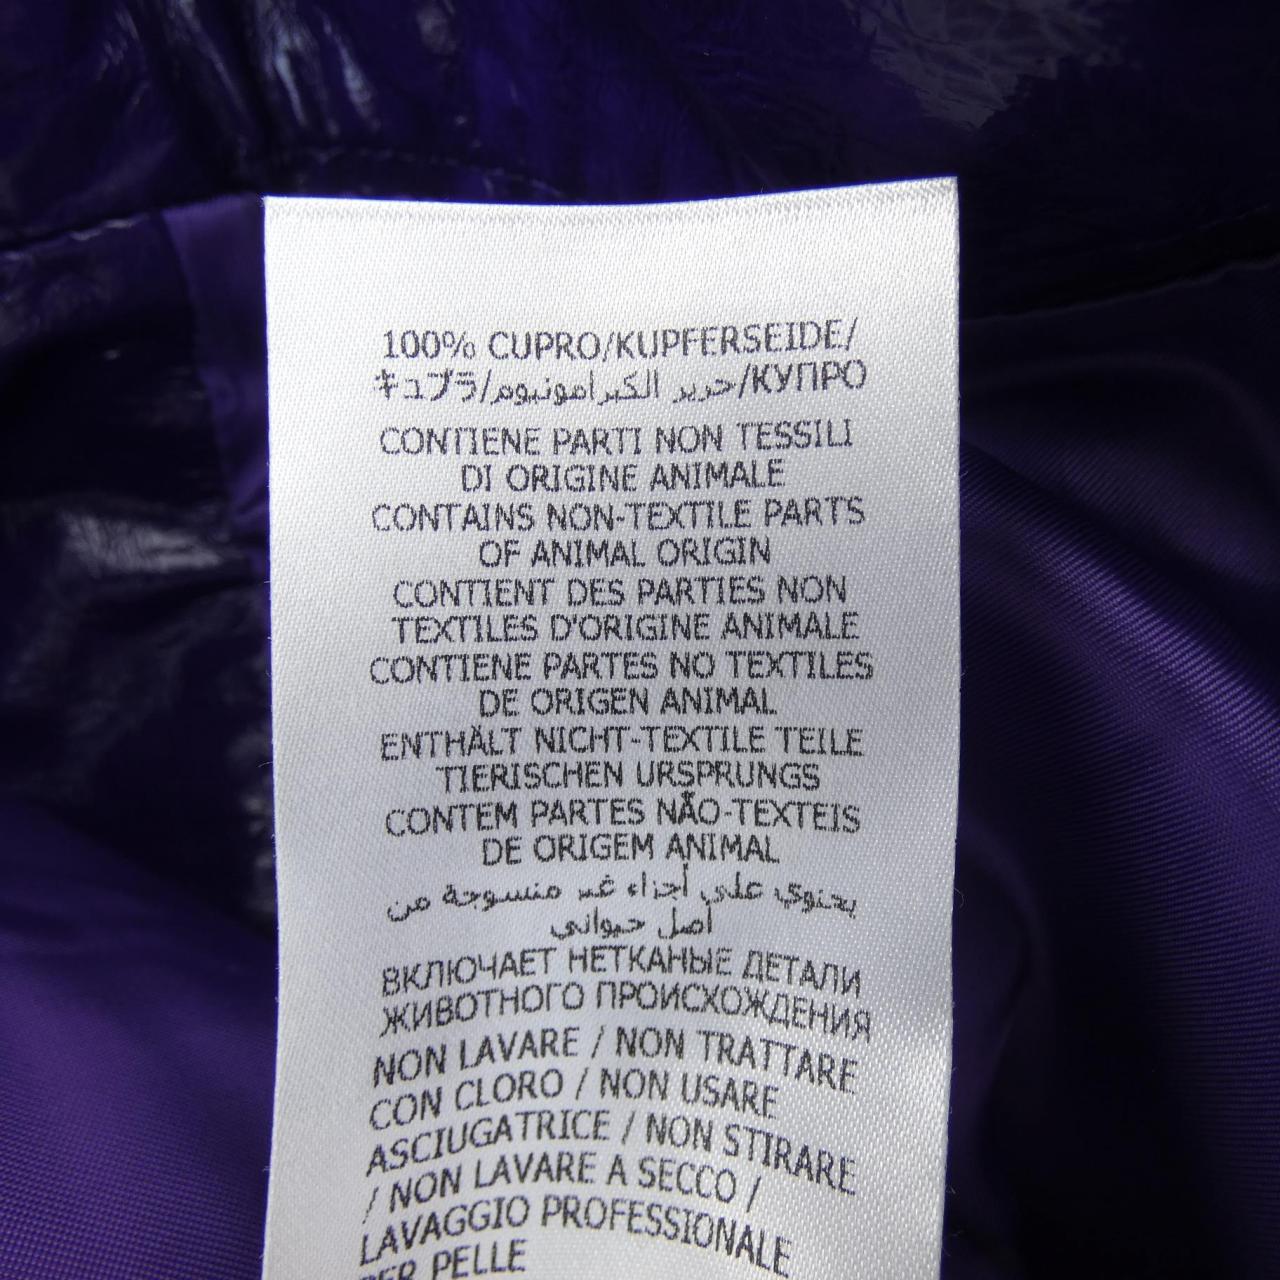 100% CUPRO/KUPFERSEIDE/
キュプラ/حرير الكبرامونيوم/КУПРО
CONTIENE PARTI NON TESSILI
DI ORIGINE ANIMALE
CONTAINS NON-TEXTILE PARTS
OF ANIMAL ORIGIN
CONTIENT DES PARTIES NON
TEXTILES D'ORIGINE ANIMALE
CONTIENE PARTES NO TEXTILES
DE ORIGEN ANIMAL
ENTHÄLT NICHT-TEXTILE TEILE
TIERISCHEN URSPRUNGS
CONTEM PARTES NÃO-TEXTEIS
DE ORIGEM ANIMAL
يحتوي على أجزاء غير منسوجة من
أصل حيواني
ВКЛЮЧАЕТ НЕТКАНЫЕ ДЕТАЛИ
ЖИВОТНОГО ПРОИСХОЖДЕНИЯ
NON LAVARE / NON TRATTARE
CON CLORO / NON USARE
ASCIUGATRICE / NON STIRARE
/ NON LAVARE A SECCO /
LAVAGGIO PROFESSIONALE
PER PELLE